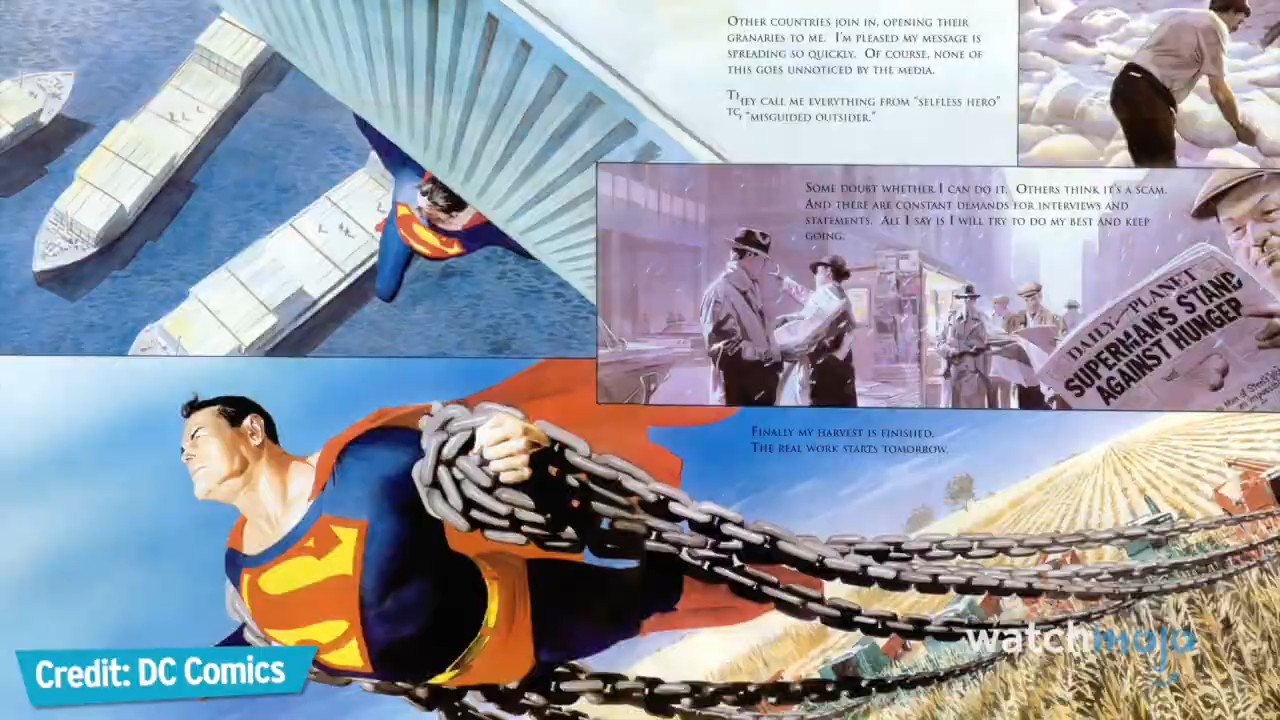 OTHER COUNTRIES JOIN IN, OPENING THEIR
GRANARIES TO ME. I'M PLEASED MY MESSAGE IS
SPREADING SO QUICKLY. OF COURSE, NONE OF
THIS GOES UNNOTICED BY THE MEDIA.
THEY CALL ME EVERYTHING FROM "SELFLESS HERO"
TO "MISGUIDED OUTSIDER."
SOME DOUBT WHETHER I CAN DO IT. OTHERS THINK IT'S A SCAM.
AND THERE ARE CONSTANT DEMANDS FOR INTERVIEWS AND
STATEMENTS. ALL I SAY IS I WILL TRY TO DO MY BEST AND KEEP
GOING.
DAILY PLANET
SUPERMAN'S STAND
AGAINST HUNGER
Man of Steel's
FINALLY MY HARVEST IS FINISHED.
THE REAL WORK STARTS TOMORROW.
watchmojo
Credit: DC Comics